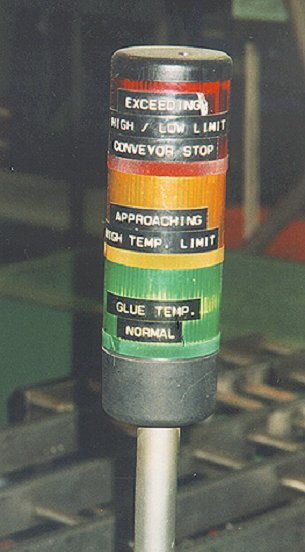 EXCEEDING
HIGH / LOW LIMIT
CONVEYOR STOP
APPROACHING
HIGH TEMP. LIMIT
GLUE TEMP.
NORMAL